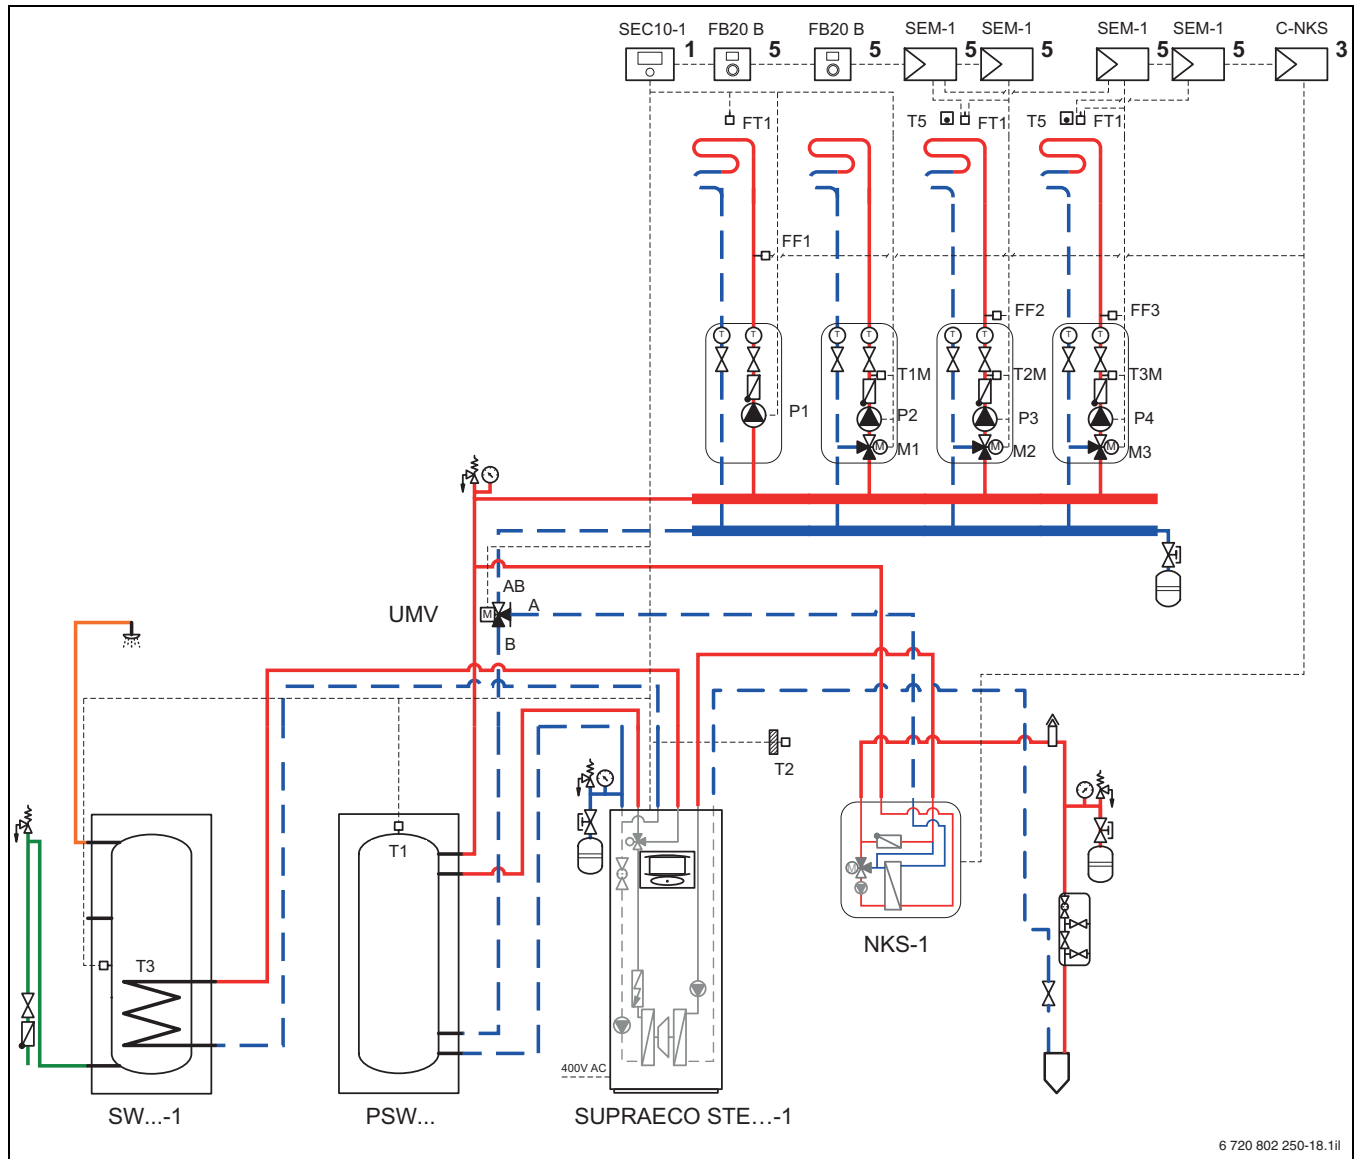 SEC10-1 FB20 B FB20 B SEM-1 SEM-1 SEM-1 SEM-1 C-NKS
1 5 5 5 5 5 5 3
FT1 T5 FT1 T5 FT1
FF1
FF2 FF3
T T T T T T T T
T1M T2M T3M
P1 P2 P3 P4
M M1 M M2 M M3
AB
UMV M A
B
T2
T1
M
NKS-1
T3
400V AC
SW...-1 PSW... SUPRAECO STE...-1
6 720 802 250-18.1il